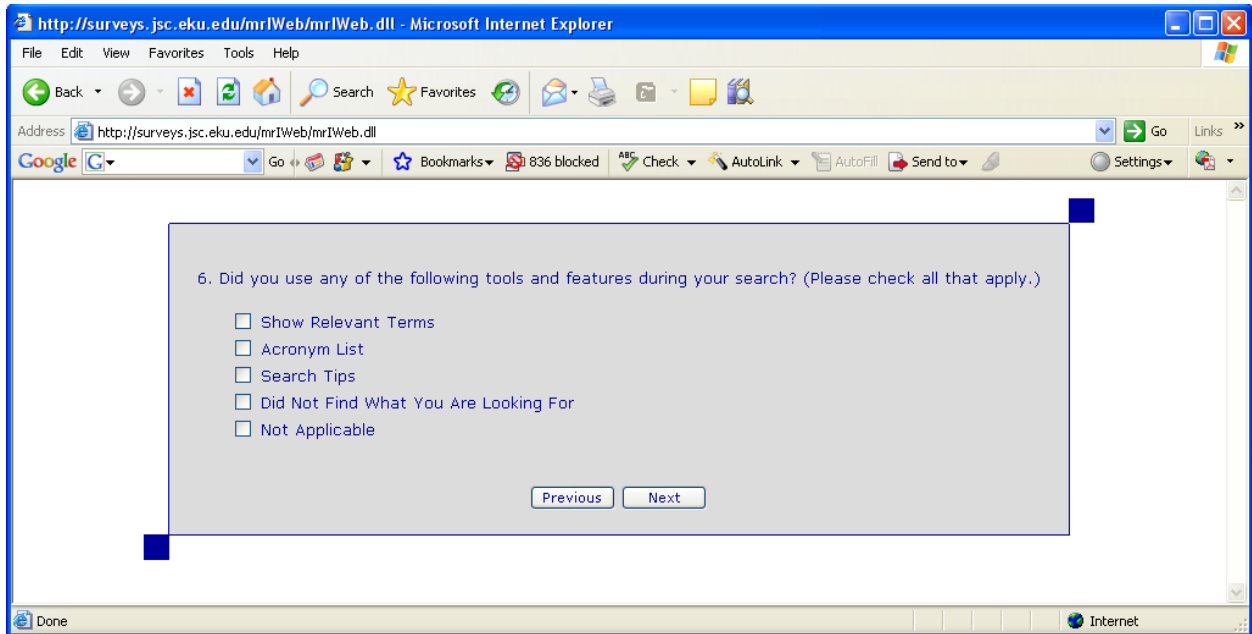 http://surveys.jsc.eku.edu/mrIWeb/mrIWeb.dll - Microsoft Internet Explorer
File Edit View Favorites Tools Help
Back Search Favorites
Address http://surveys.jsc.eku.edu/mrIWeb/mrIWeb.dll Go Links »
Google G Go Bookmarks 836 blocked ABC Check AutoLink AutoFill Send to Settings
6. Did you use any of the following tools and features during your search? (Please check all that apply.)
Show Relevant Terms
Acronym List
Search Tips
Did Not Find What You Are Looking For
Not Applicable
Previous Next
Done Internet